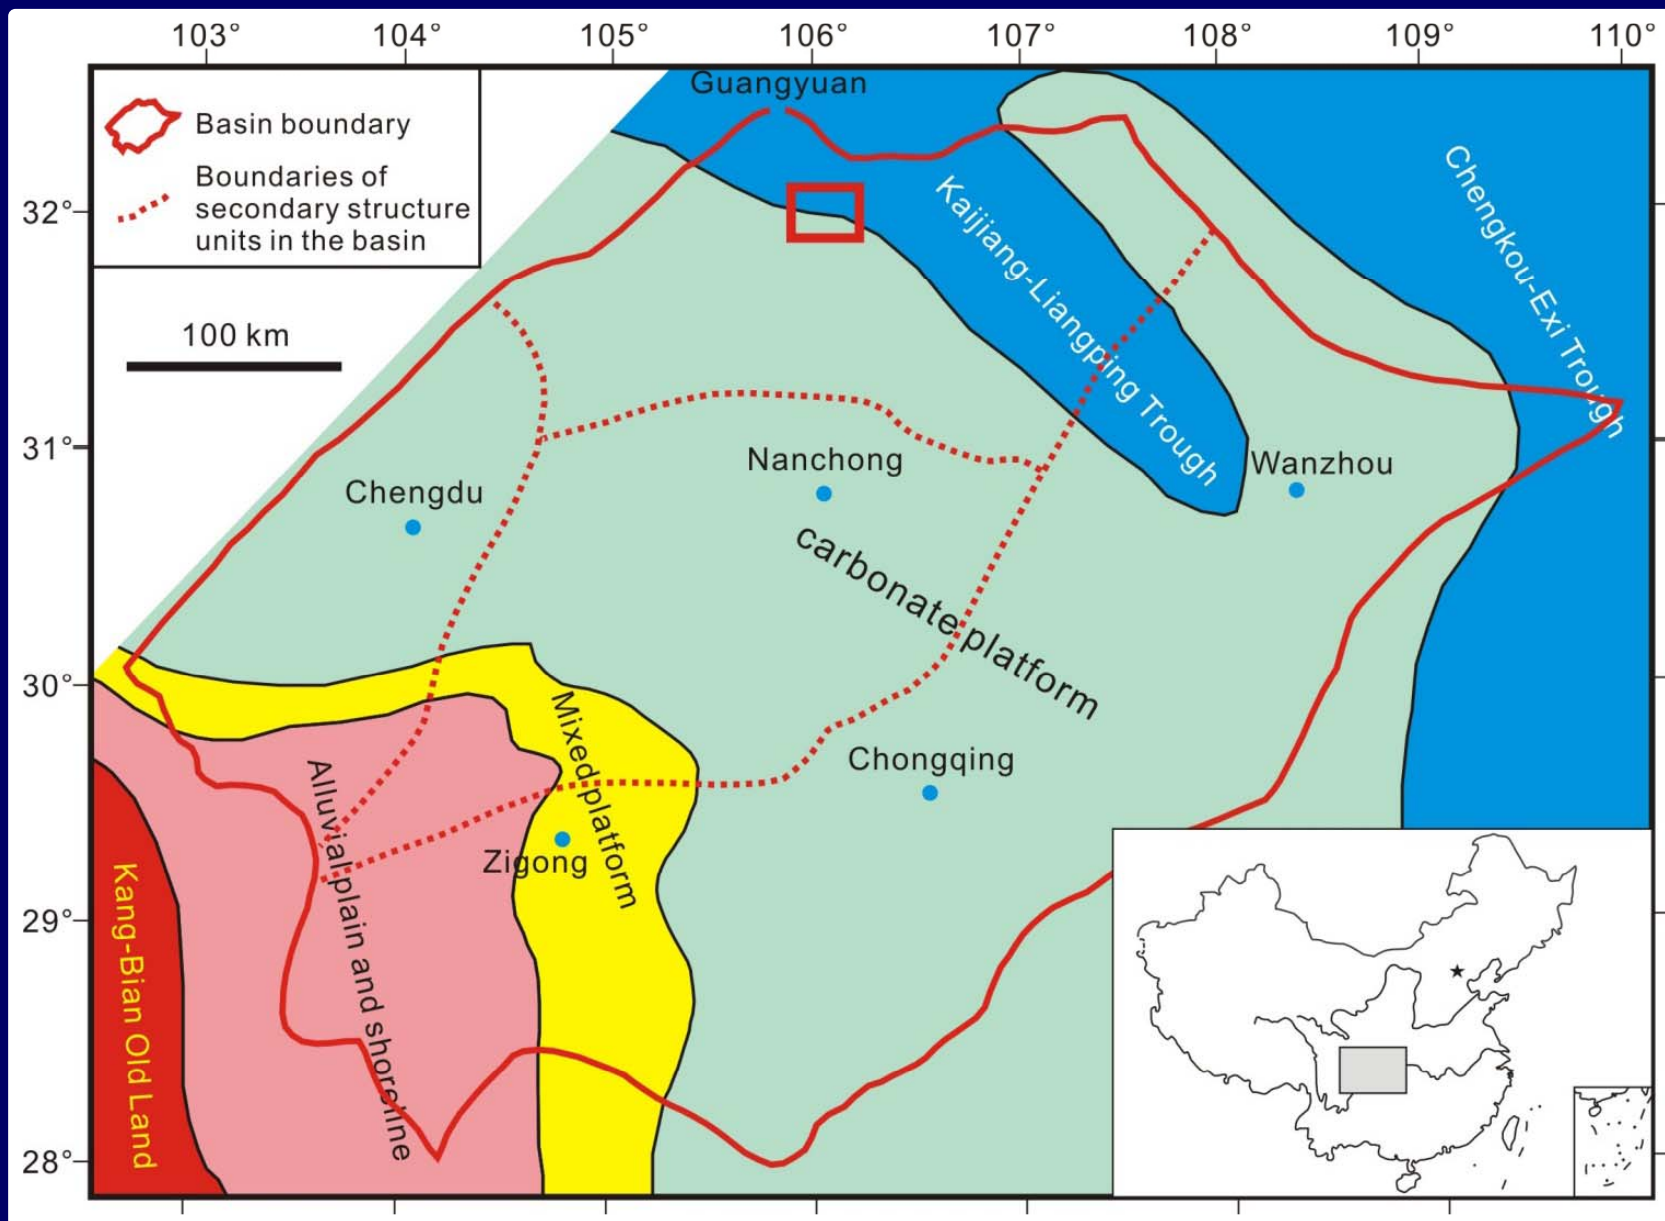 103° 104° 105° 106° 107° 108° 109° 110°
Guangyuan
Basin boundary
Boundaries of
secondary structure
units in the basin
32°
Kaijiang-Liangping Trough
Chengkou-Exi Trough
100 km
31°
Nanchong
Wanzhou
Chengdu
carbonate platform
30°
Mixed platform
Chongqing
Alluvial plain and shoreline
Zigong
Kang-Bian Old Land
29°
28°